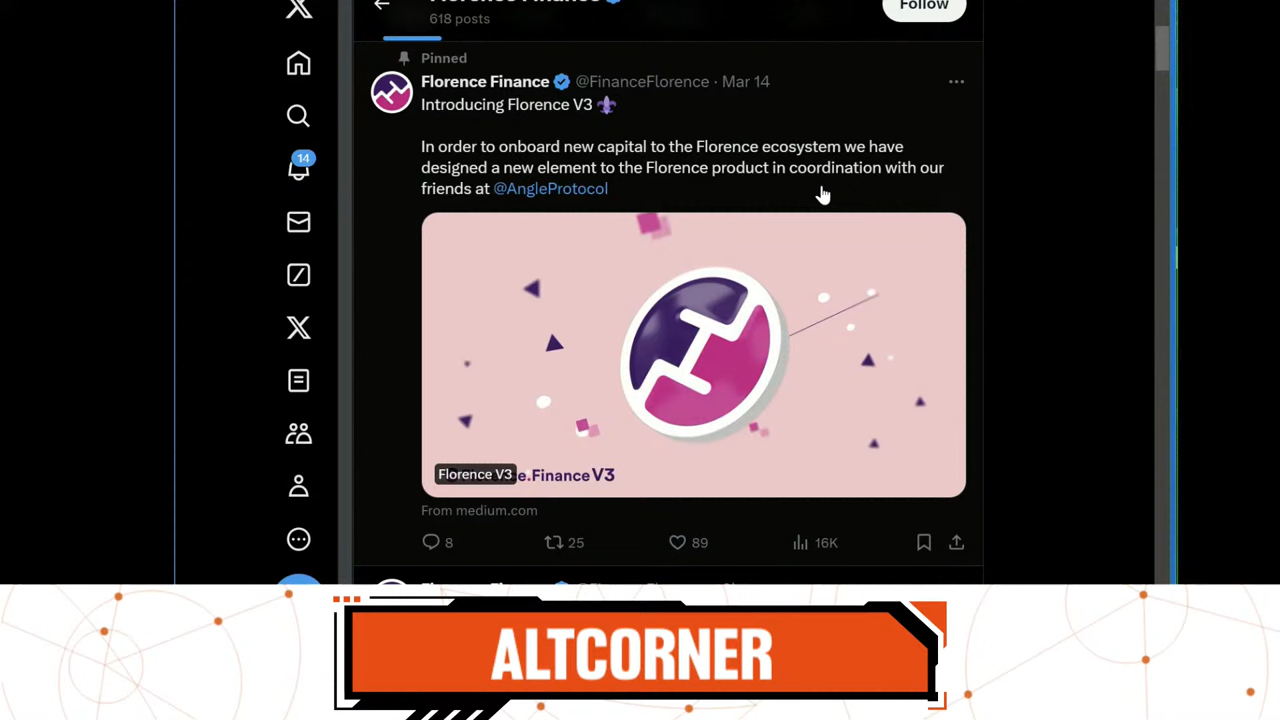 Florence Finance
618 posts
Follow
Pinned
Florence Finance @FinanceFlorence · Mar 14
Introducing Florence V3
In order to onboard new capital to the Florence ecosystem we have
designed a new element to the Florence product in coordination with our
friends at @AngleProtocol
14
Florence V3
e.Finance V3
From medium.com
8
25
89
16K
ALTCORNER